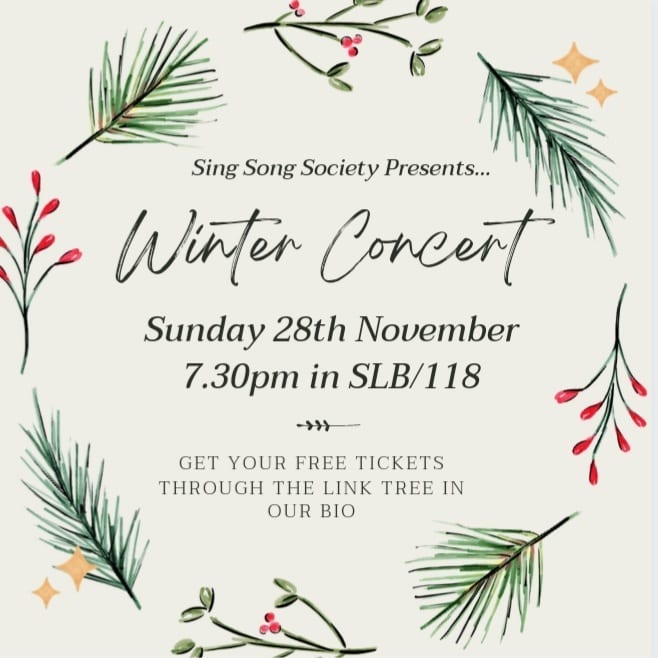 Sing Song Society Presents...
Winter Concert
Sunday 28th November
7.30pm in SLB/118
GET YOUR FREE TICKETS
THROUGH THE LINK TREE IN
OUR BIO